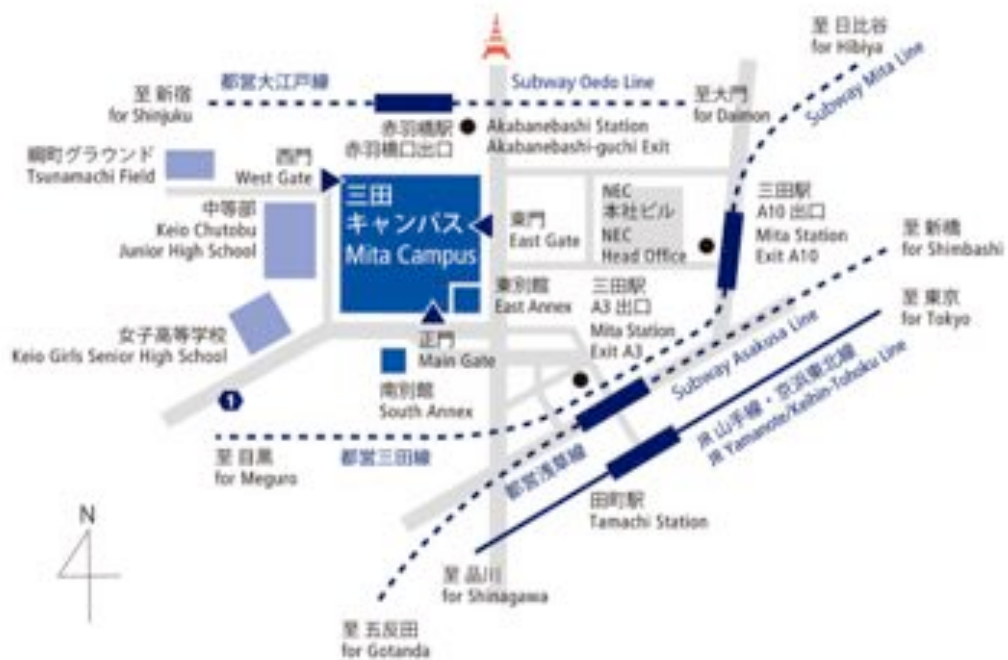 至 日比谷
for Hibiya
Subway Mita Line
都営大江戸線
Subway Oedo Line
至 新宿
for Shinjuku
至大門
for Daimon
赤羽橋駅
赤羽橋口出口
Akabanebashi Station
Akabanebashi-guchi Exit
綱町グラウンド
Tsunamachi Field
西門
West Gate
三田
キャンパス
Mita Campus
NEC
本社ビル
NEC
Head Office
三田駅
A10 出口
Mita Station
Exit A10
中等部
Keio Chutobu
Junior High School
東門
East Gate
至 新橋
for Shimbashi
東別館
East Annex
三田駅
A3 出口
Mita Station
Exit A3
至 東京
for Tokyo
女子高等学校
Keio Girls Senior High School
正門
Main Gate
南別館
South Annex
Subway Asakusa Line
JR 山手線・京浜東北線
JR Yamanote/Keihin-Tohoku Line
1
至 目黒
for Meguro
都営三田線
都営浅草線
田町駅
Tamachi Station
N
至 品川
for Shinagawa
至 五反田
for Gotanda